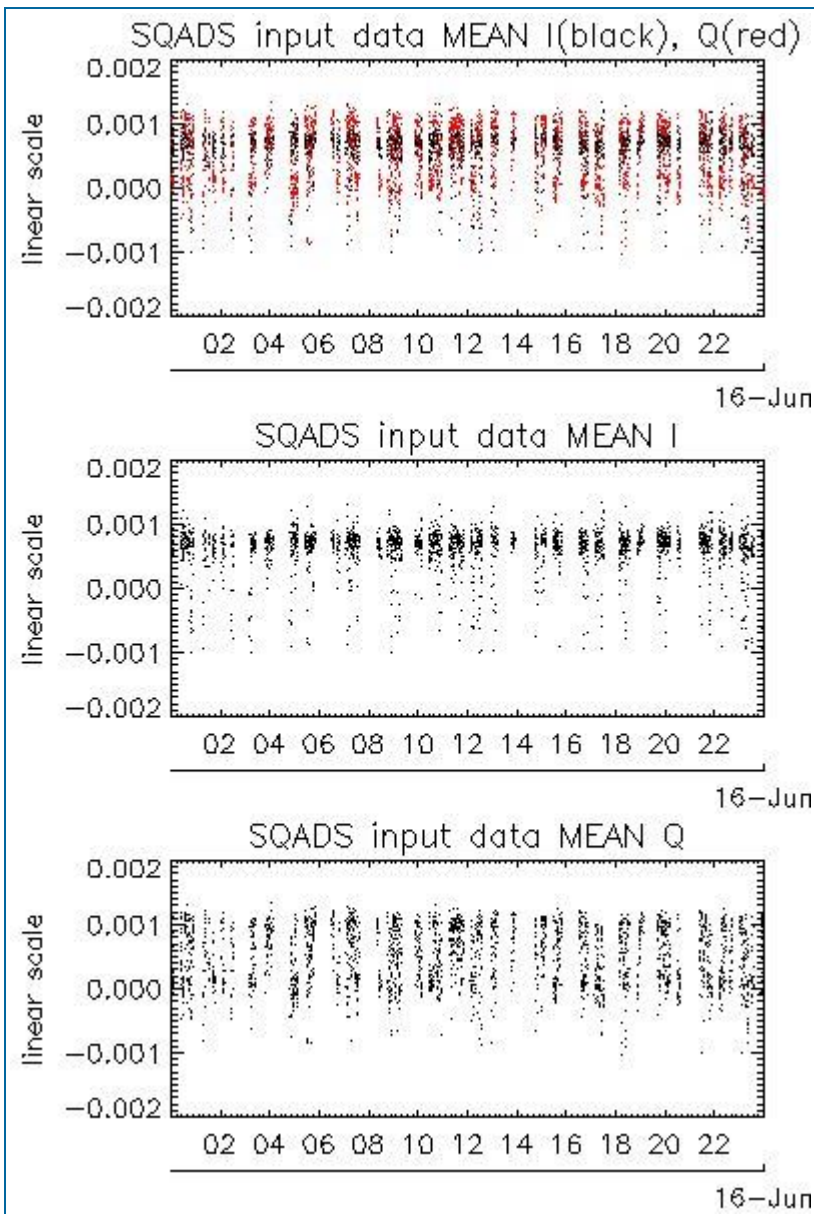 SQADS input data MEAN I(black), Q(red)
0.002
0.001
0.000
-0.001
-0.002
linear scale
02 04 06 08 10 12 14 16 18 20 22
16-Jun
SQADS input data MEAN I
0.002
0.001
0.000
-0.001
-0.002
linear scale
02 04 06 08 10 12 14 16 18 20 22
16-Jun
SQADS input data MEAN Q
0.002
0.001
0.000
-0.001
-0.002
linear scale
02 04 06 08 10 12 14 16 18 20 22
16-Jun